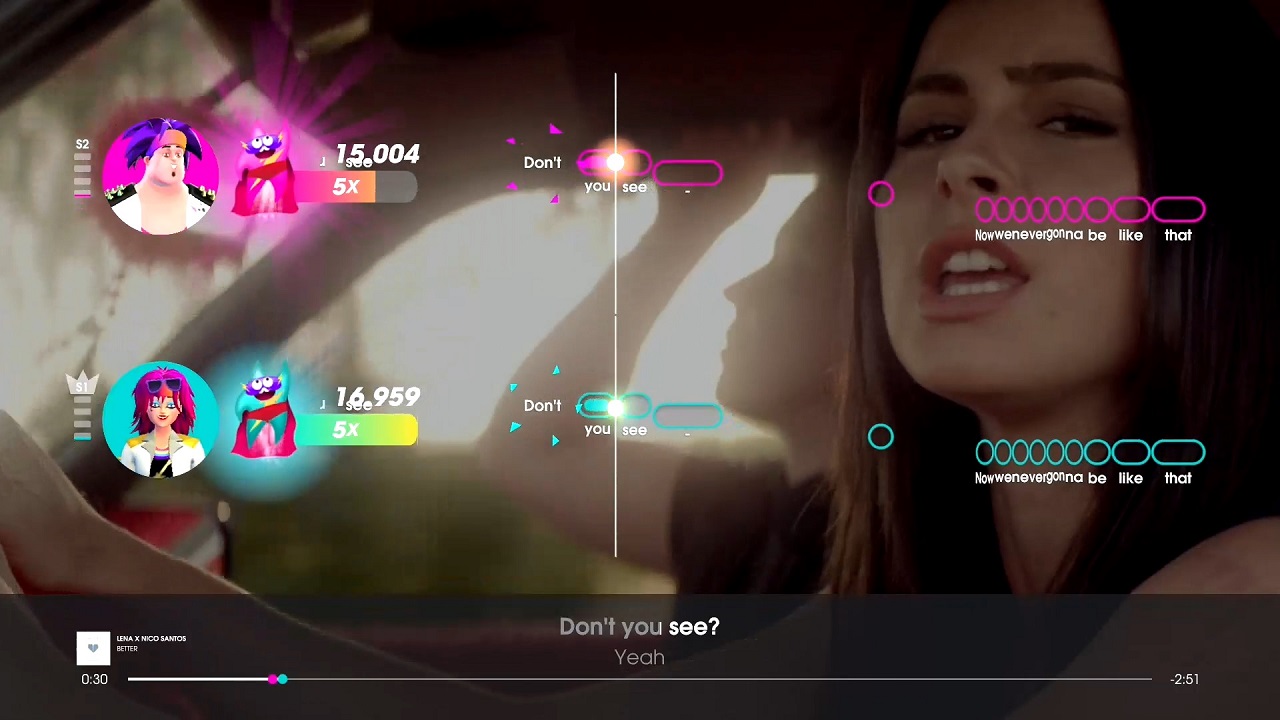 S2
15.004
see
5X
Don't
you see -
Nowwenevergonna be like that
S1
16.959
see
5X
Don't
you see -
Nowwenevergonna be like that
Don't you see?
Yeah
LENA X NICO SANTOS
BETTER
0:30
-2:51